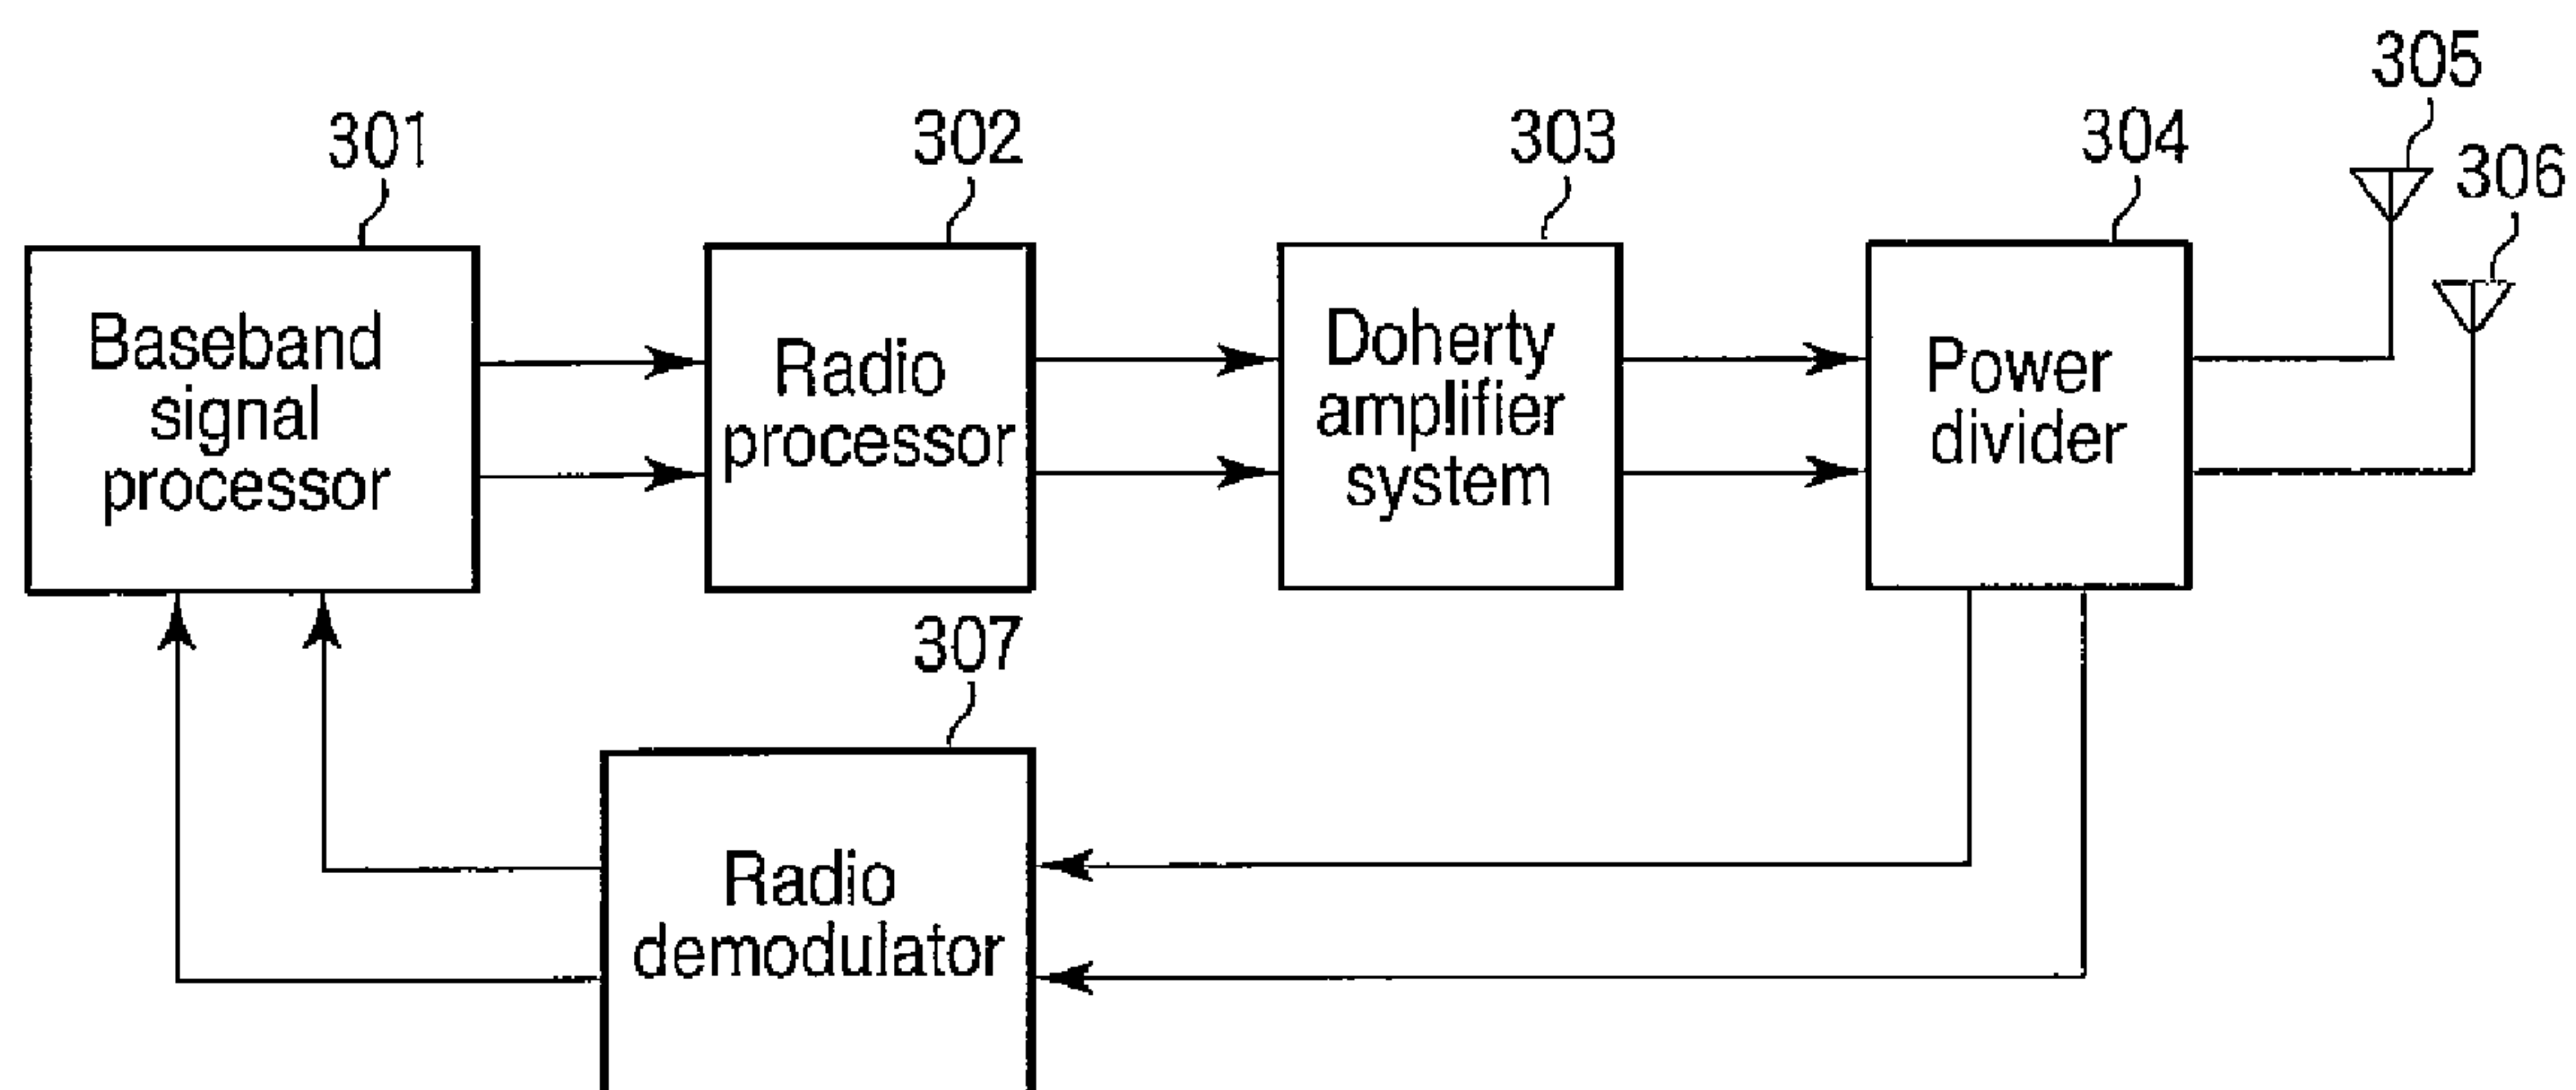 305
301
302
303
304
306
Baseband
signal
processor
Radio
processor
Doherty
amplifier
system
Power
divider
307
Radio
demodulator